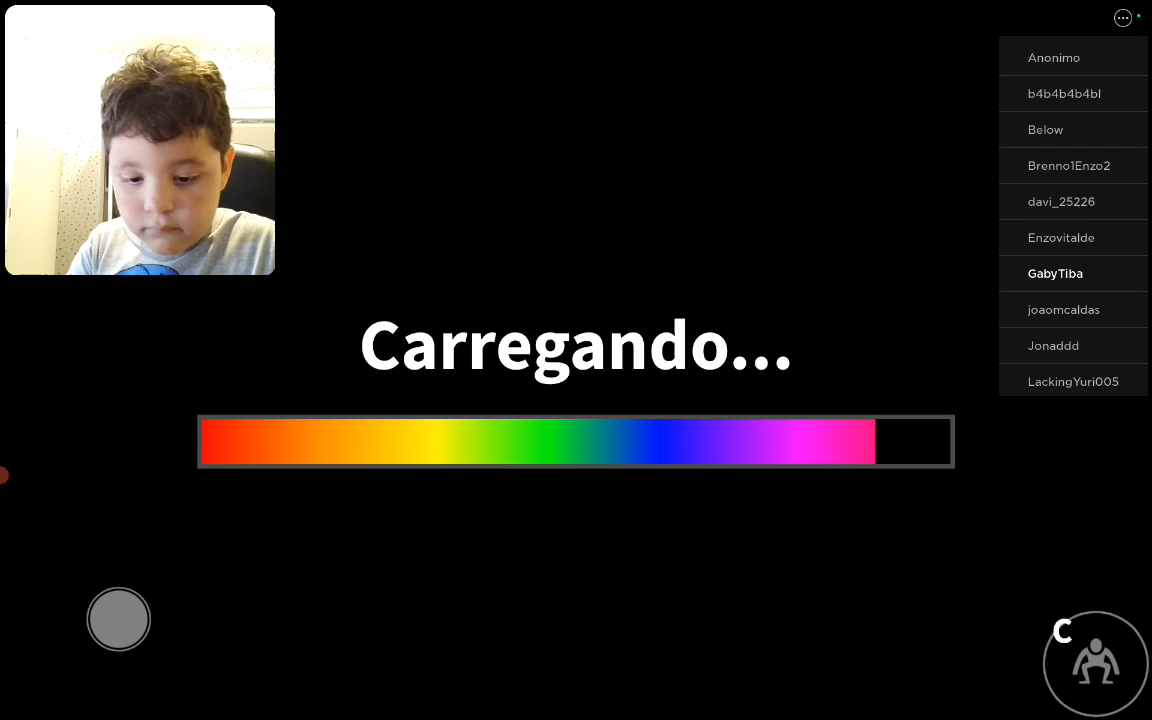 Anonimo
b4b4b4b4bl
Below
Brenno1Enzo2
davi_25226
Enzovitalde
GabyTiba
joaomcaldas
Jonaddd
LackingYuri005
Carregando...
C